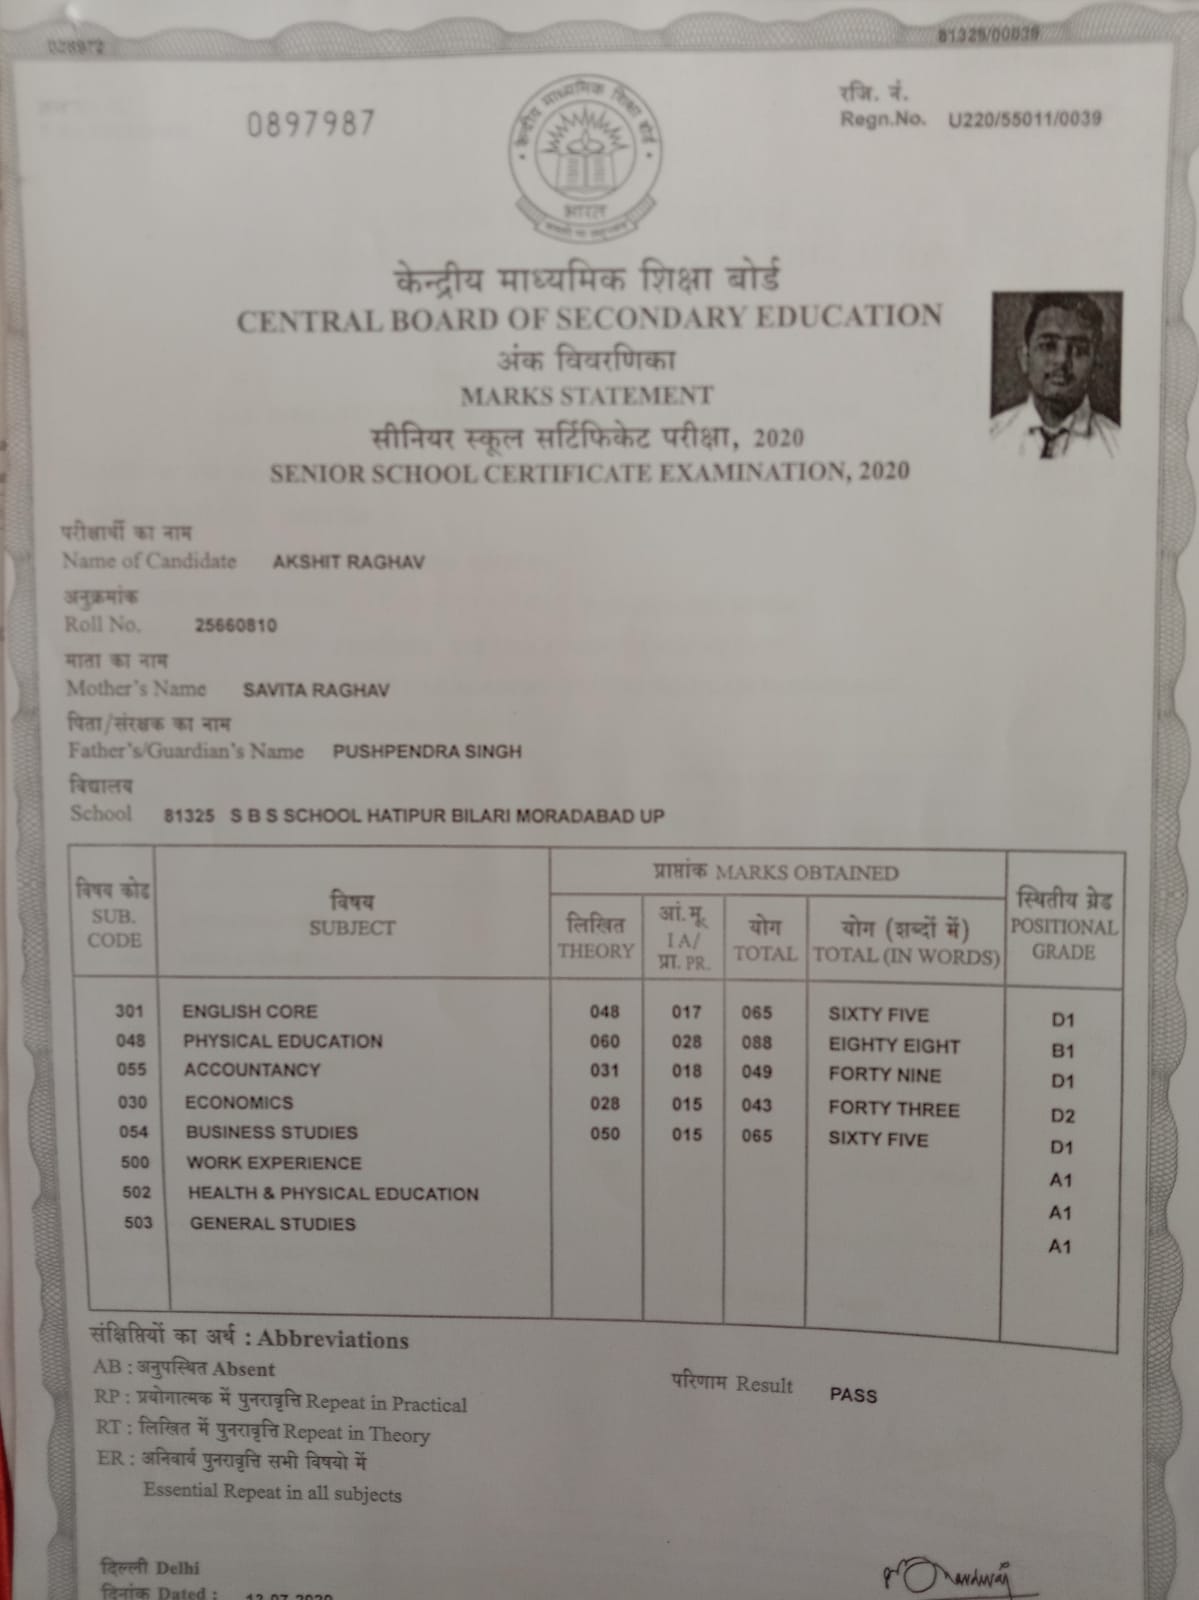 028972
81325/00039
0897987
रजि. नं.
Regn.No. U220/55011/0039
केन्द्रीय माध्यमिक शिक्षा बोर्ड
भारत
केन्द्रीय माध्यमिक शिक्षा बोर्ड
CENTRAL BOARD OF SECONDARY EDUCATION
अंक विवरणिका
MARKS STATEMENT
सीनियर स्कूल सर्टिफिकेट परीक्षा, 2020
SENIOR SCHOOL CERTIFICATE EXAMINATION, 2020
परीक्षार्थी का नाम
Name of Candidate AKSHIT RAGHAV
अनुक्रमांक
Roll No. 25660810
माता का नाम
Mother's Name SAVITA RAGHAV
पिता/संरक्षक का नाम
Father's/Guardian's Name PUSHPENDRA SINGH
विद्यालय
School 81325 S B S SCHOOL HATIPUR BILARI MORADABAD UP
विषय कोड
SUB.
CODE
विषय
SUBJECT
प्राप्तांक MARKS OBTAINED
लिखित
THEORY
आं.मू.
I A/
प्रा. PR.
योग
TOTAL
योग (शब्दों में)
TOTAL (IN WORDS)
स्थितीय ग्रेड
POSITIONAL
GRADE
301 ENGLISH CORE 048 017 065 SIXTY FIVE D1
048 PHYSICAL EDUCATION 060 028 088 EIGHTY EIGHT B1
055 ACCOUNTANCY 031 018 049 FORTY NINE D1
030 ECONOMICS 028 015 043 FORTY THREE D2
054 BUSINESS STUDIES 050 015 065 SIXTY FIVE D1
500 WORK EXPERIENCE A1
502 HEALTH & PHYSICAL EDUCATION A1
503 GENERAL STUDIES A1
संक्षिप्तियों का अर्थ : Abbreviations
AB : अनुपस्थित Absent
RP : प्रयोगात्मक में पुनरावृत्ति Repeat in Practical
RT : लिखित में पुनरावृत्ति Repeat in Theory
ER : अनिवार्य पुनरावृत्ति सभी विषयो में
Essential Repeat in all subjects
परिणाम Result PASS
दिल्ली Delhi
दिनांक Dated : 13.07.2020